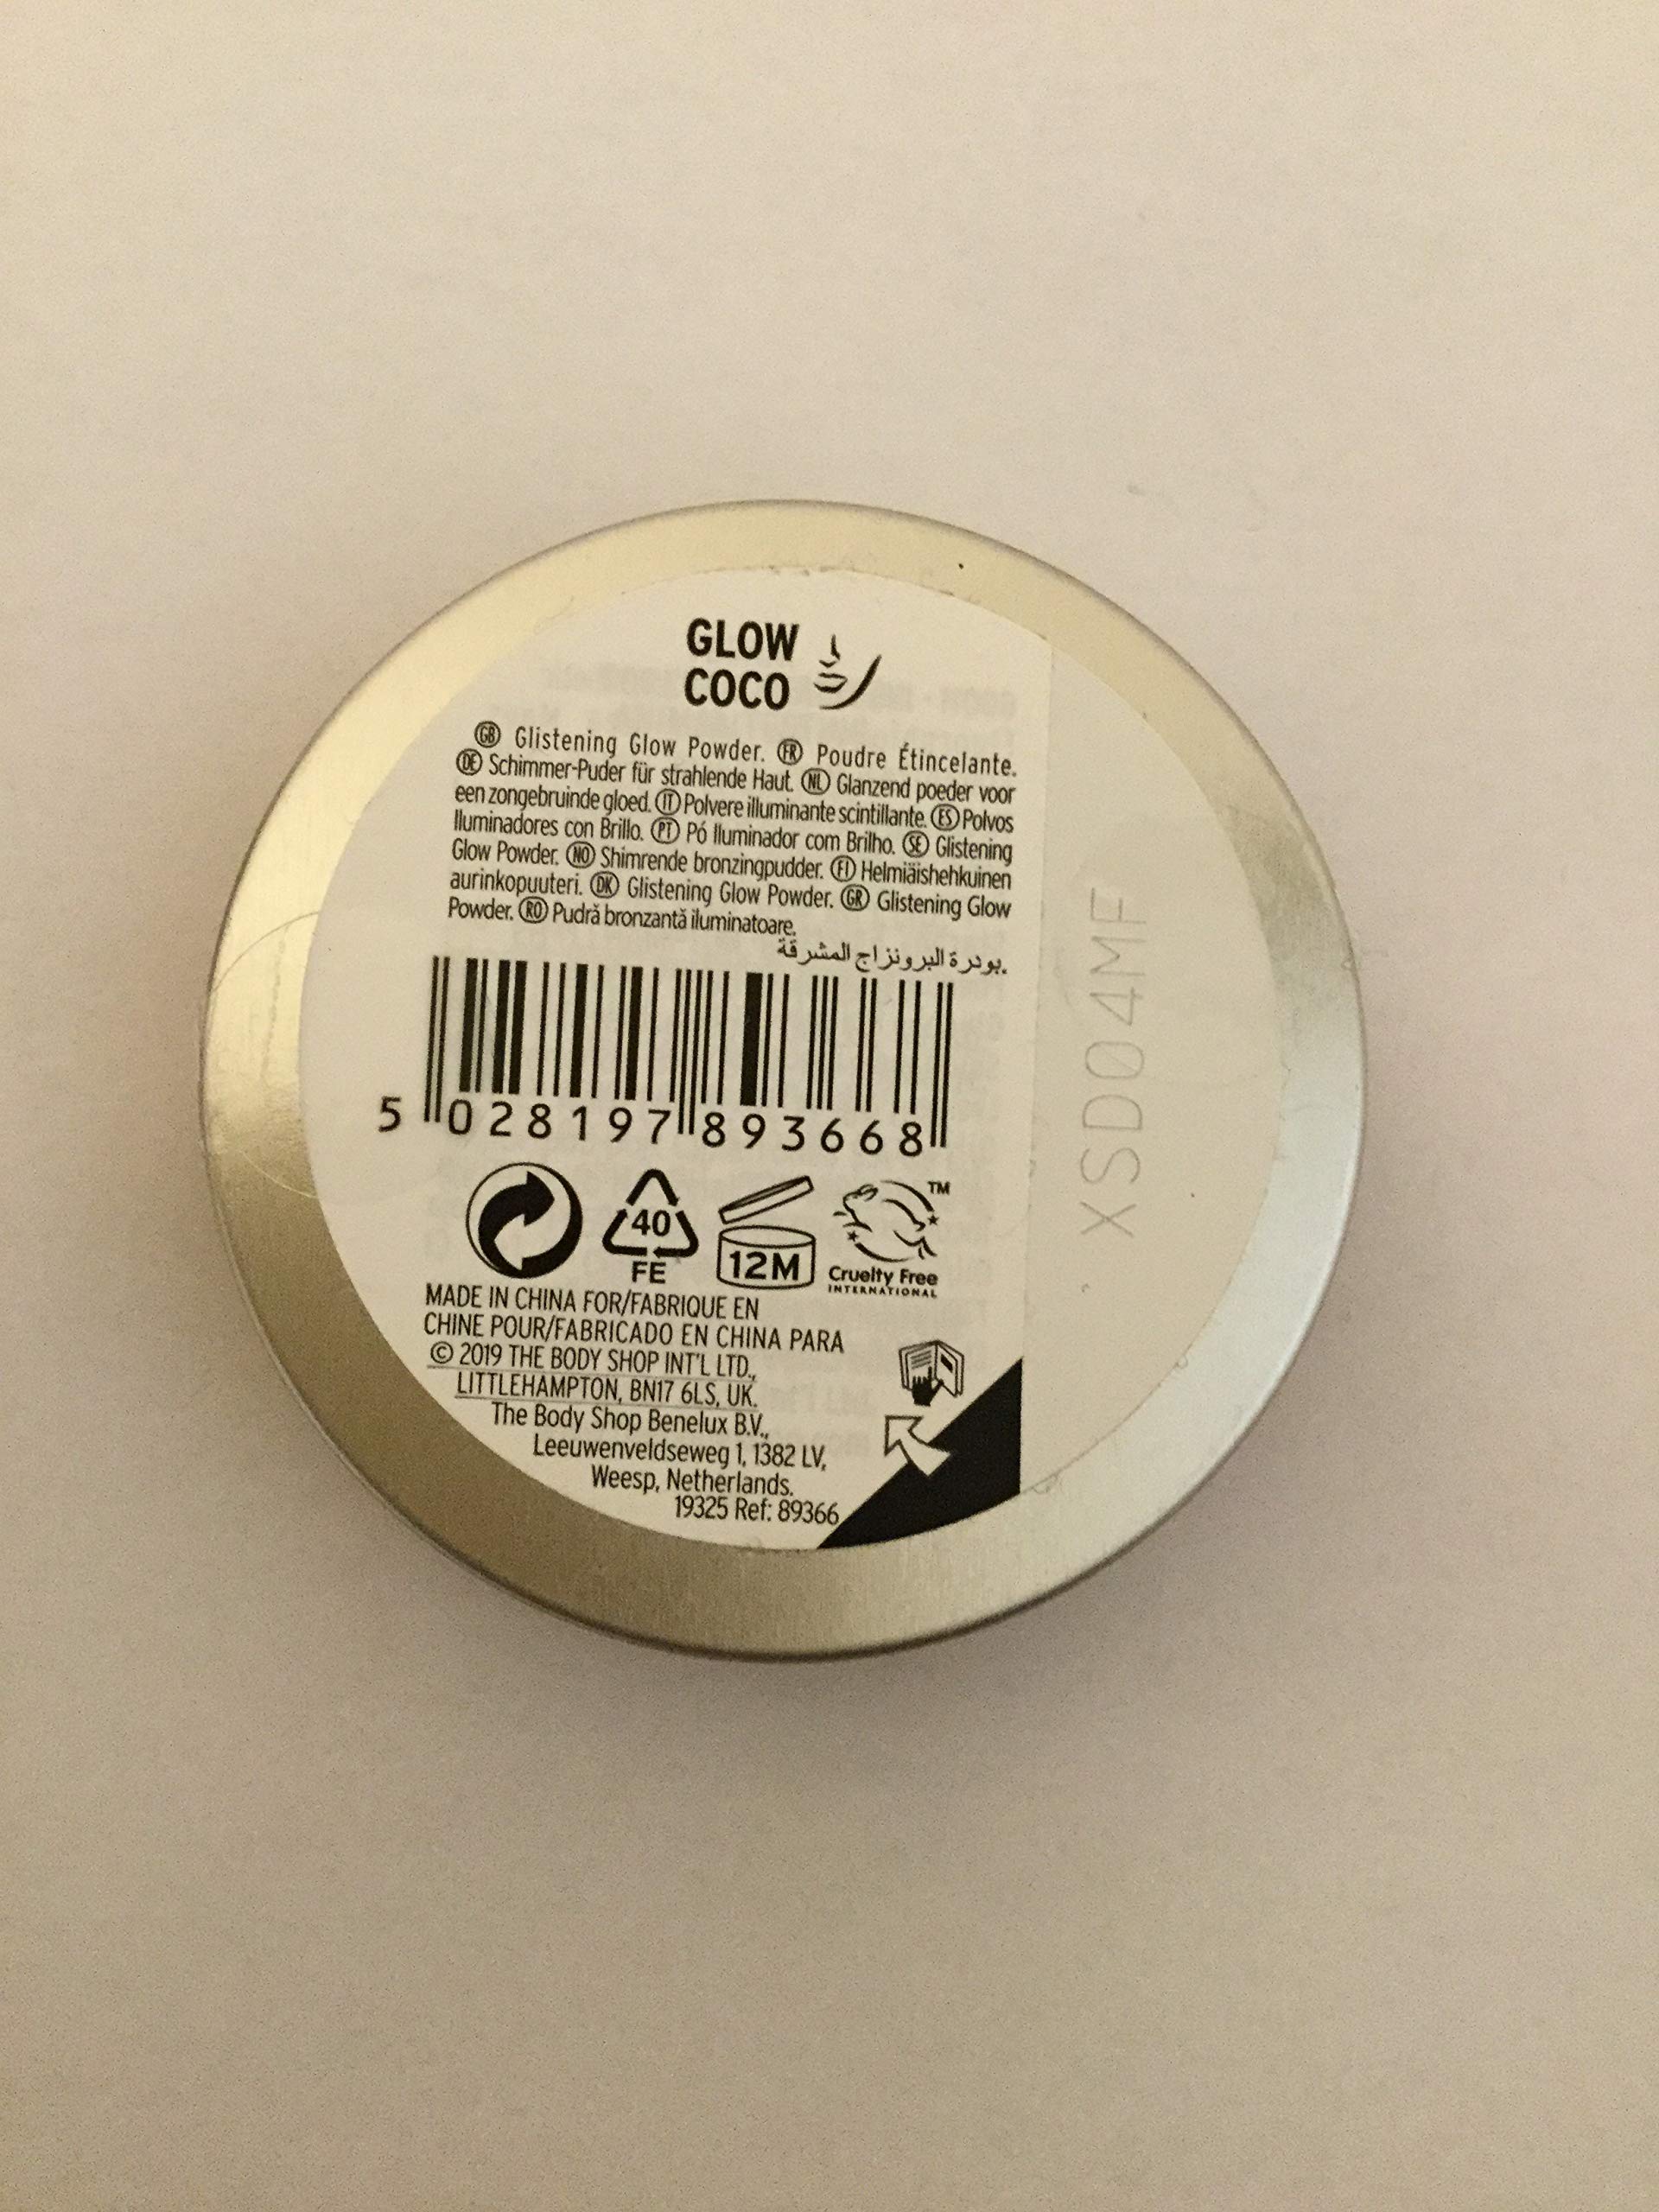 GLOW
COCO
GB Glistening Glow Powder. FR Poudre Étincelante.
DE Schimmer-Puder für strahlende Haut. NL Glanzend poeder voor
een zongebruinde gloed. IT Polvere illuminante scintillante. ES Polvos
Iluminadores con Brillo. PT Pó Iluminador com Brilho. SE Glistening
Glow Powder. NO Shimrende bronzingpudder. FI Helmiäishehkuinen
aurinkopuuteri. DK Glistening Glow Powder. GR Glistening Glow
Powder. RO Pudră bronzantă iluminatoare.
بودرة البرونزاج المشرقة.
5 028197 893668
40
FE
12M
TM
Cruelty Free
INTERNATIONAL
MADE IN CHINA FOR/FABRIQUE EN
CHINE POUR/FABRICADO EN CHINA PARA
© 2019 THE BODY SHOP INT'L LTD.,
LITTLEHAMPTON, BN17 6LS, UK.
The Body Shop Benelux B.V.,
Leeuwenveldseweg 1, 1382 LV,
Weesp, Netherlands.
19325 Ref: 89366
XSD04MF